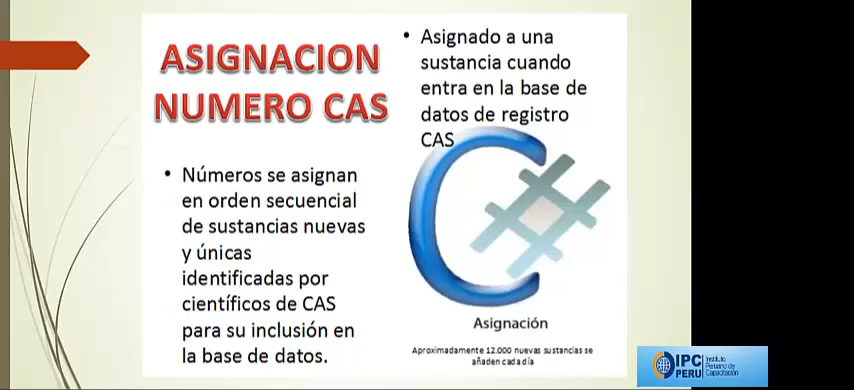 ASIGNACION
NUMERO CAS
• Números se asignan
en orden secuencial
de sustancias nuevas
y únicas
identificadas por
científicos de CAS
para su inclusión en
la base de datos.
• Asignado a una
sustancia cuando
entra en la base de
datos de registro
CAS
C#
Asignación
Aproximadamente 12.000 nuevas sustancias se
añaden cada día
IPC
PERU
Instituto
Peruano de
Capacitación